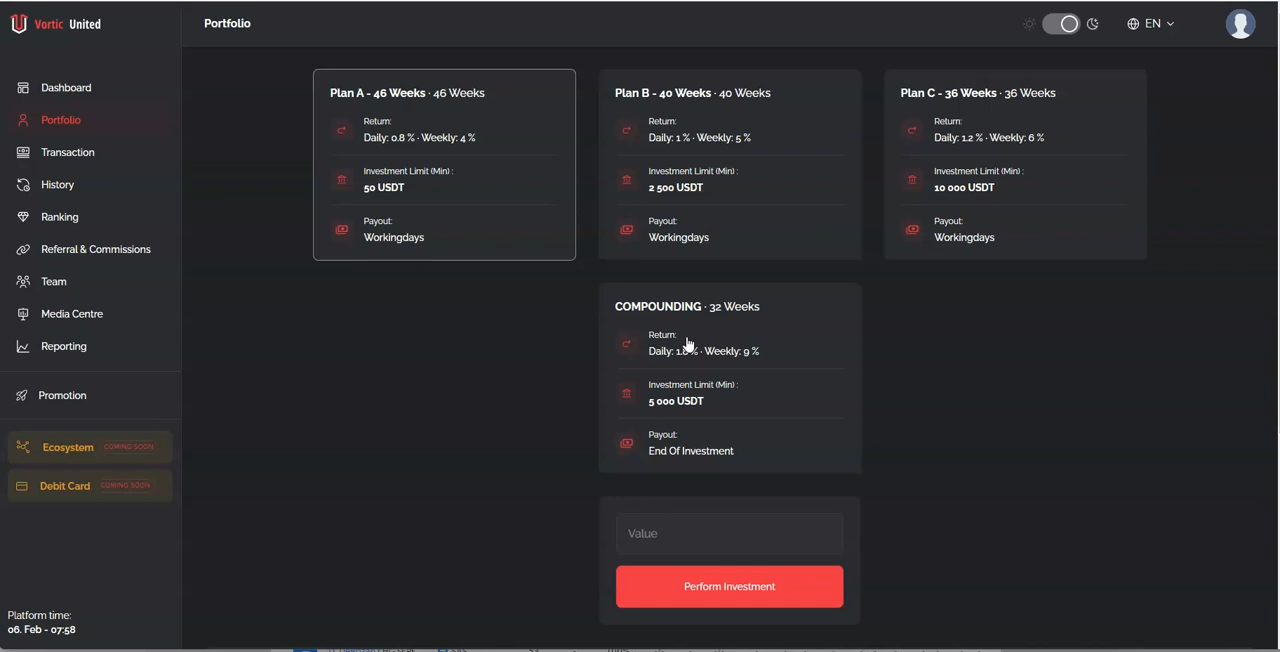 Vortic United
Portfolio
EN
Dashboard
Portfolio
Transaction
History
Ranking
Referral & Commissions
Team
Media Centre
Reporting
Promotion
Ecosystem COMING SOON
Debit Card COMING SOON
Platform time:
06. Feb - 07:58
Plan A - 46 Weeks · 46 Weeks
Return:
Daily: 0.8 % · Weekly: 4 %
Investment Limit (Min) :
50 USDT
Payout:
Workingdays
Plan B - 40 Weeks · 40 Weeks
Return:
Daily: 1 % · Weekly: 5 %
Investment Limit (Min) :
2 500 USDT
Payout:
Workingdays
Plan C - 36 Weeks · 36 Weeks
Return:
Daily: 1.2 % · Weekly: 6 %
Investment Limit (Min) :
10 000 USDT
Payout:
Workingdays
COMPOUNDING · 32 Weeks
Return:
Daily: % · Weekly: 9 %
Investment Limit (Min) :
5 000 USDT
Payout:
End Of Investment
Value
Perform Investment